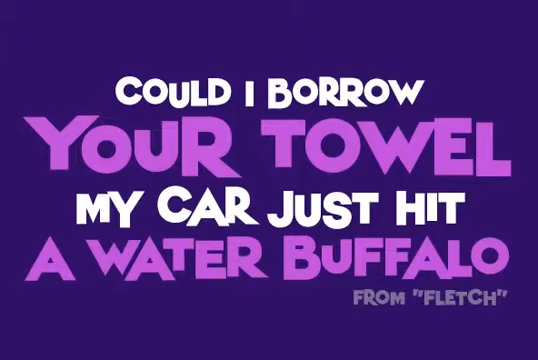 COULD I BORROW
YOUR TOWEL
MY CAR JUST HIT
A WATER BUFFALO
FROM "FLETCH"